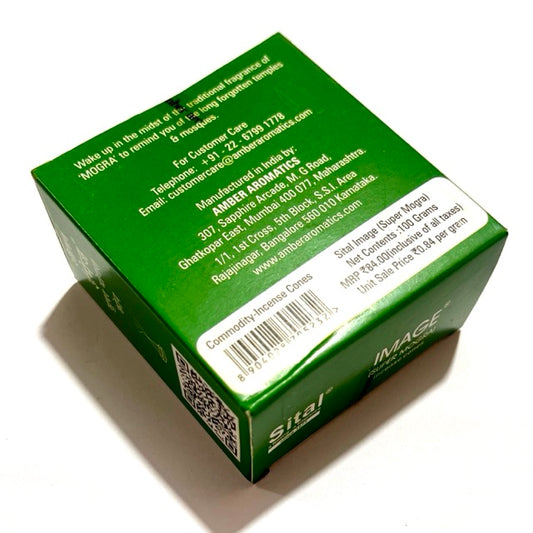 Wake up in the midst of the traditional fragrance of
'MOGRA' to remind you of the long forgotten temples
& mosques.
For Customer Care
Telephone: +91 - 22 - 6799 1778
Email: customercare@amberaromatics.com
Manufactured in India by:
AMBER AROMATICS
307, Sapphire Arcade, M. G Road,
Ghatkopar East, Mumbai 400 077. Maharashtra.
1/1, 1st Cross, 5th Block, S.S.I. Area
Rajajinagar, Bangalore 560 010 Karnataka.
www.amberaromatics.com
Sital Image (Super Mogra)
Net Contents :100 Grams
MRP ₹84.00(inclusive of all taxes)
Unit Sale Price ₹0.84 per gram
Commodity-Incense Cones
IMAGE®
(SUPER MOGRA)
Sital®